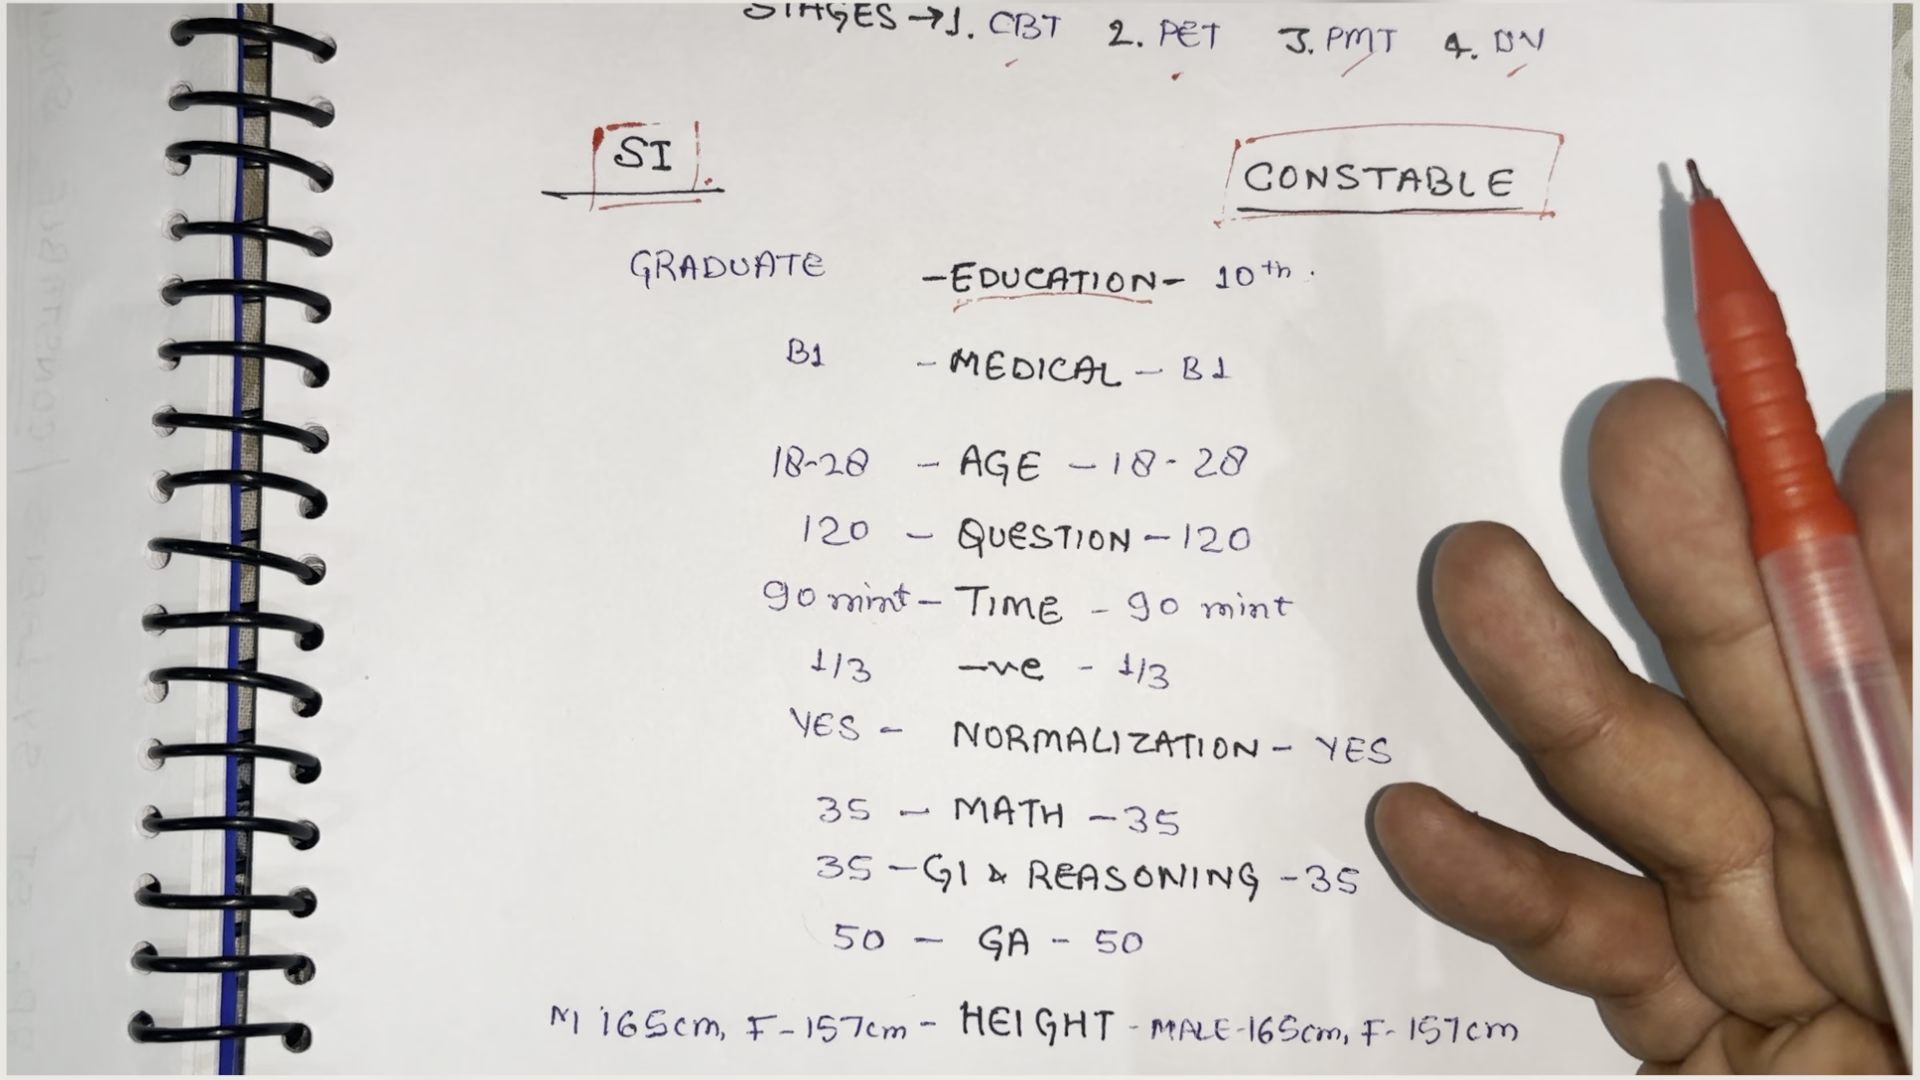 STAGES → 1. CBT 2. PET 3. PMT 4. DV
SI CONSTABLE
GRADUATE - EDUCATION - 10th.
B1 - MEDICAL - B1
18-28 - AGE - 18-28
120 - QUESTION - 120
90 mint - TIME - 90 mint
1/3 -ve - 1/3
YES - NORMALIZATION - YES
35 - MATH - 35
35 - GI & REASONING - 35
50 - GA - 50
M 165cm, F-157cm - HEIGHT - MALE-165cm, F-157cm